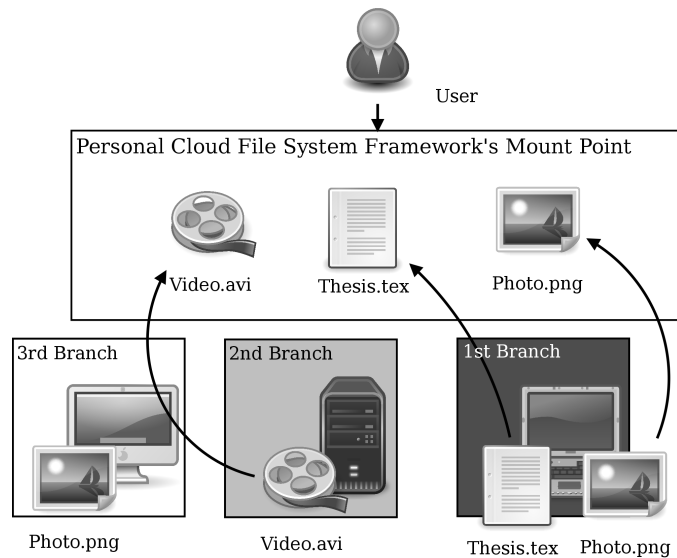 User
Personal Cloud File System Framework's Mount Point
Video.avi
Thesis.tex
Photo.png
3rd Branch
2nd Branch
1st Branch
Photo.png
Video.avi
Thesis.tex
Photo.png